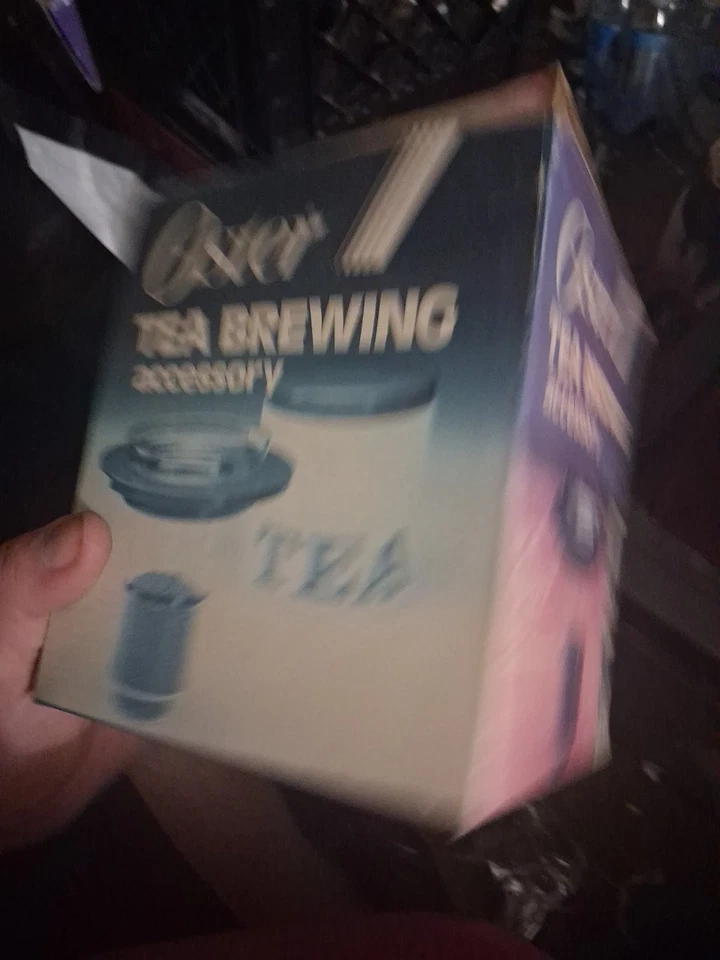 Oster
TEA BREWING
accessory
TEA